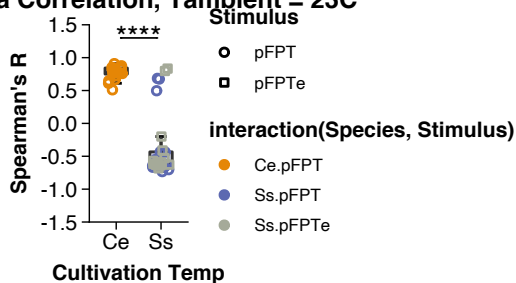 a Correlation, Tambient = 23C
Stimulus
pFPT
pFPTe
interaction(Species, Stimulus)
Ce.pFPT
Ss.pFPT
Ss.pFPTe
Spearman's R
1.5
1.0
0.5
0.0
-0.5
-1.0
-1.5
****
Ce Ss
Cultivation Temp